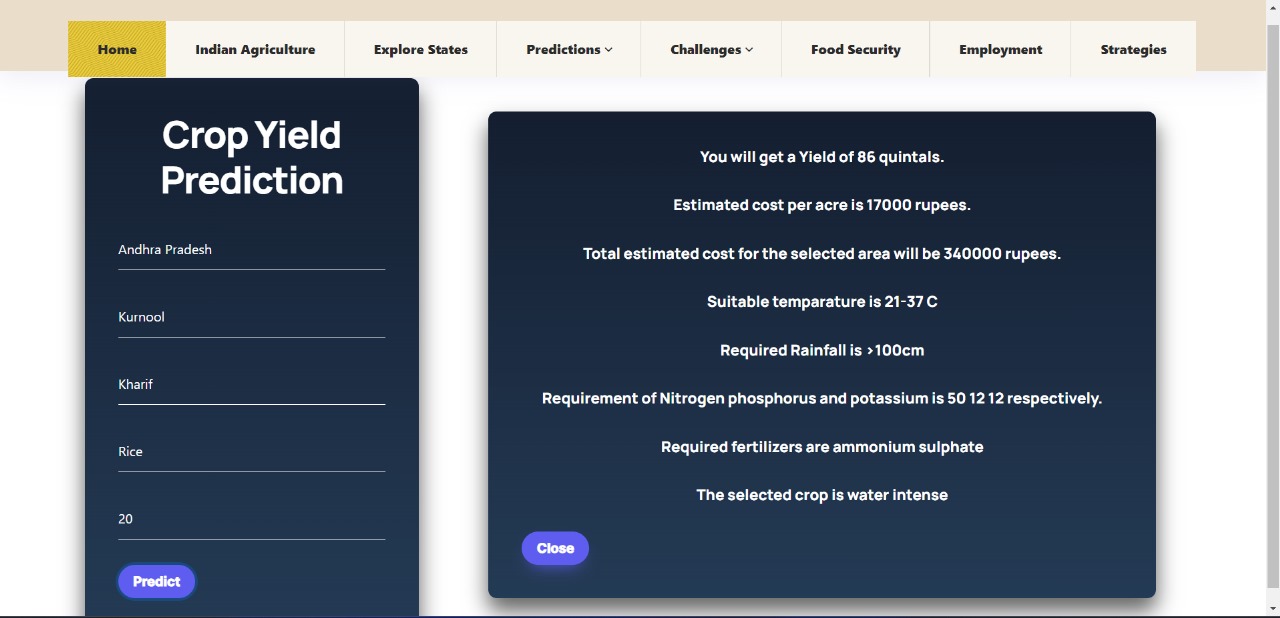 Home
Indian Agriculture
Explore States
Predictions
Challenges
Food Security
Employment
Strategies
Crop Yield
Prediction
Andhra Pradesh
Kurnool
Kharif
Rice
20
Predict
You will get a Yield of 86 quintals.
Estimated cost per acre is 17000 rupees.
Total estimated cost for the selected area will be 340000 rupees.
Suitable temparature is 21-37 C
Required Rainfall is >100cm
Requirement of Nitrogen phosphorus and potassium is 50 12 12 respectively.
Required fertilizers are ammonium sulphate
The selected crop is water intense
Close